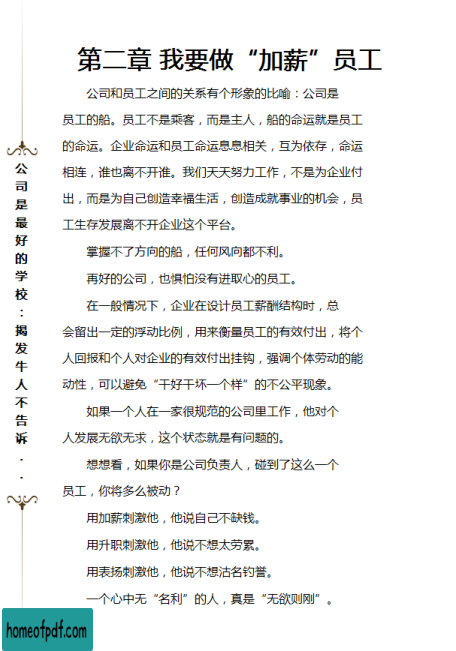 第二章 我要做“加薪”员工
公司和员工之间的关系有个形象的比喻：公司是
员工的船。员工不是乘客，而是主人，船的命运就是员工
的命运。企业命运和员工命运息息相关，互为依存，命运
相连，谁也离不开谁。我们天天努力工作，不是为企业付
出，而是为自己创造幸福生活，创造成就事业的机会，员
工生存发展离不开企业这个平台。
掌握不了方向的船，任何风向都不利。
再好的公司，也惧怕没有进取心的员工。
在一般情况下，企业在设计员工薪酬结构时，总
会留出一定的浮动比例，用来衡量员工的有效付出，将个
人回报和个人对企业的有效付出挂钩，强调个体劳动的能
动性，可以避免“干好干坏一个样”的不公平现象。
如果一个人在一家很规范的公司里工作，他对个
人发展无欲无求，这个状态就是有问题的。
想想看，如果你是公司负责人，碰到了这么一个
员工，你将多么被动？
用加薪刺激他，他说自己不缺钱。
用升职刺激他，他说不想太劳累。
用表扬刺激他，他说不想沽名钓誉。
一个心中无“名利”的人，真是“无欲则刚”。
公司是最好的学校：揭发牛人不告诉..
homeofpdf.com